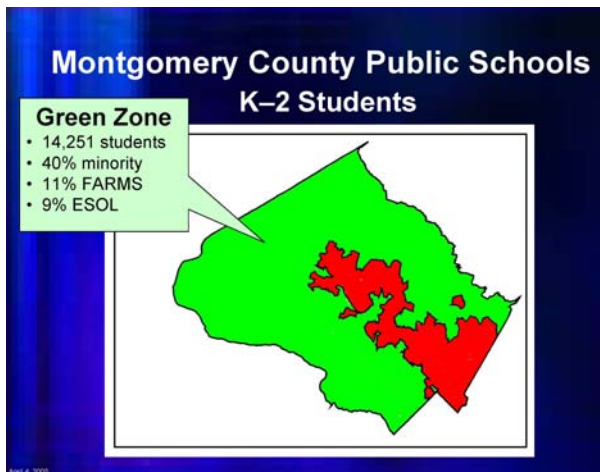 Montgomery County Public Schools
K–2 Students
Green Zone
• 14,251 students
• 40% minority
• 11% FARMS
• 9% ESOL